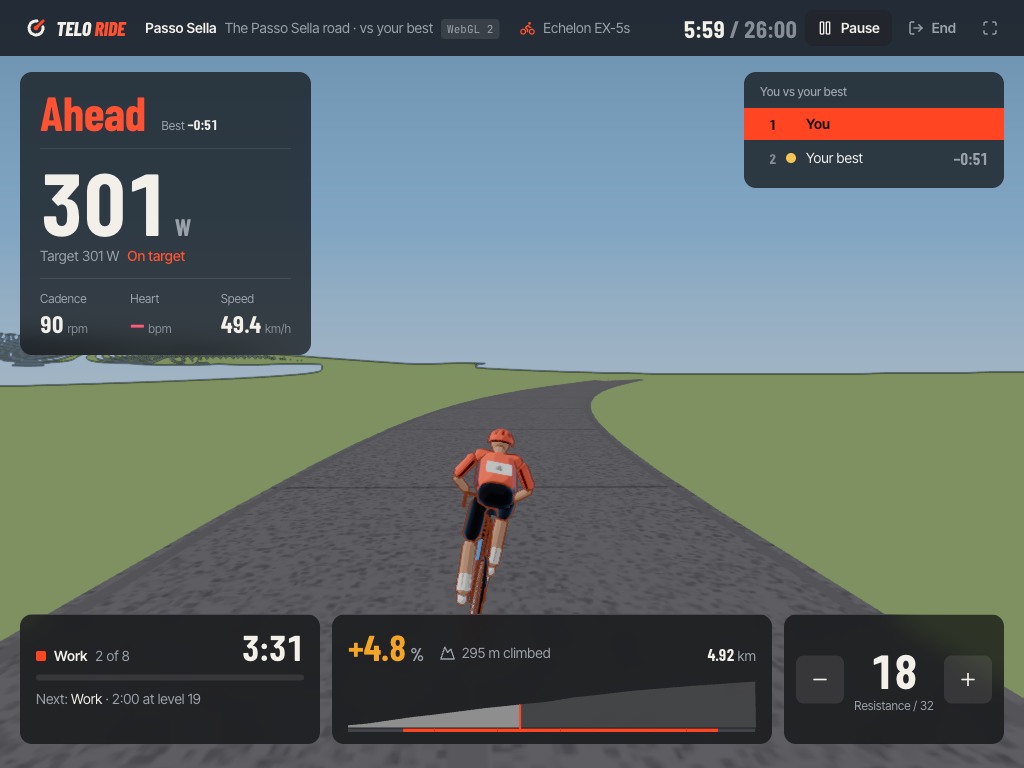 TELO RIDE Passo Sella The Passo Sella road · vs your best WebGL 2 Echelon EX-5s 5:59 / 26:00 Pause End
Ahead Best −0:51
301 W
Target 301 W On target
Cadence Heart Speed
90 rpm – bpm 49.4 km/h
You vs your best
1 You
2 Your best −0:51
Work 2 of 8 3:31
Next: Work · 2:00 at level 19
+4.8 % 295 m climbed 4.92 km
− 18 +
Resistance / 32